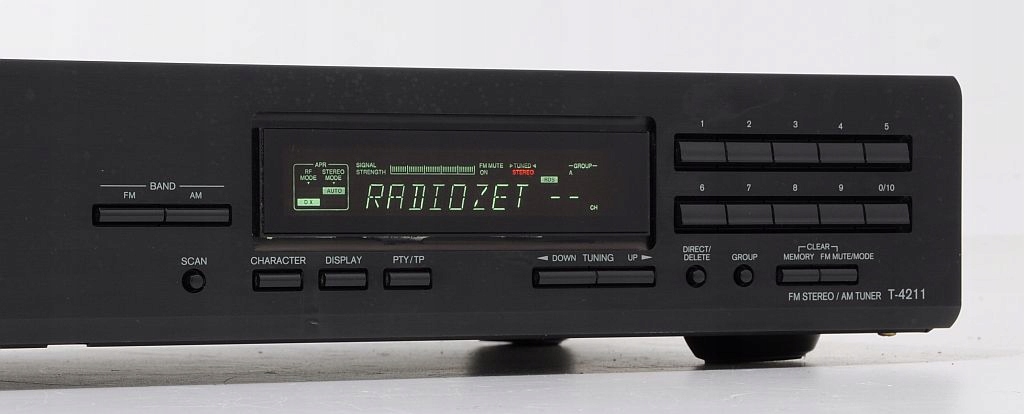 1 2 3 4 5
APR
RF MODE
STEREO MODE
AUTO
DX
SIGNAL STRENGTH
FM MUTE ON
TUNED
STEREO
RDS
GROUP
A
RADIOZET -- CH
6 7 8 9 0/10
BAND
FM AM
SCAN
CHARACTER DISPLAY PTY/TP
DOWN TUNING UP
DIRECT/
DELETE
GROUP
CLEAR
MEMORY FM MUTE/MODE
FM STEREO / AM TUNER T-4211